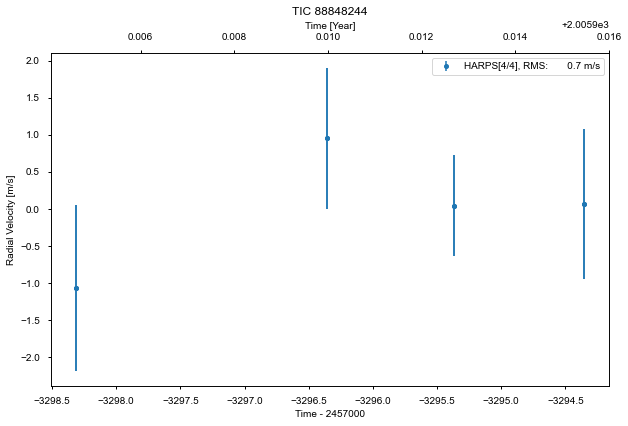 TIC 88848244
Time [Year]
+2.0059e3
0.006 0.008 0.010 0.012 0.014 0.016
HARPS[4/4], RMS: 0.7 m/s
Radial Velocity [m/s]
2.0
1.5
1.0
0.5
0.0
−0.5
−1.0
−1.5
−2.0
−3298.5 −3298.0 −3297.5 −3297.0 −3296.5 −3296.0 −3295.5 −3295.0 −3294.5
Time - 2457000